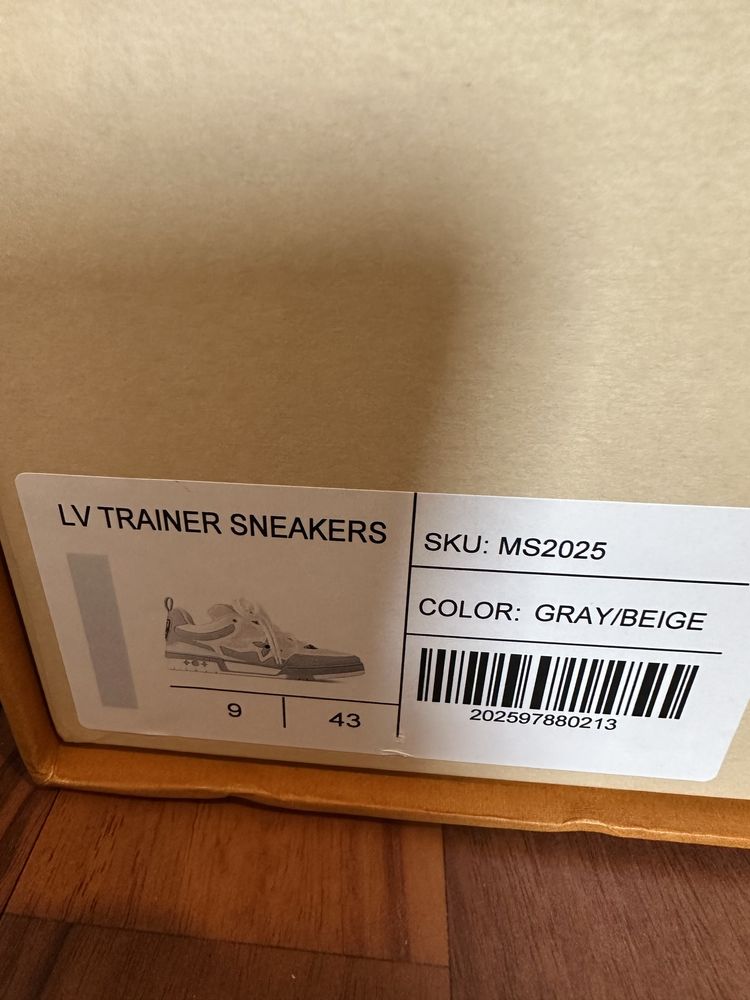 LV TRAINER SNEAKERS
9
43
SKU: MS2025
COLOR: GRAY/BEIGE
202597880213